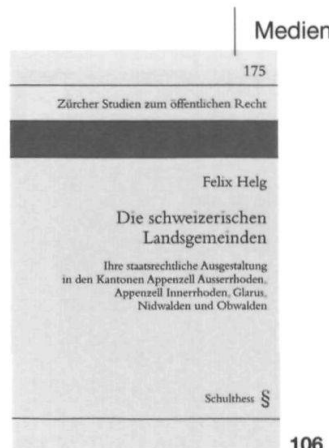 Medien
175
Zürcher Studien zum öffentlichen Recht
Felix Helg
Die schweizerischen
Landsgemeinden
Ihre staatsrechtliche Ausgestaltung
in den Kantonen Appenzell Ausserrhoden,
Appenzell Innerrhoden, Glarus,
Nidwalden und Obwalden
Schulthess §
106